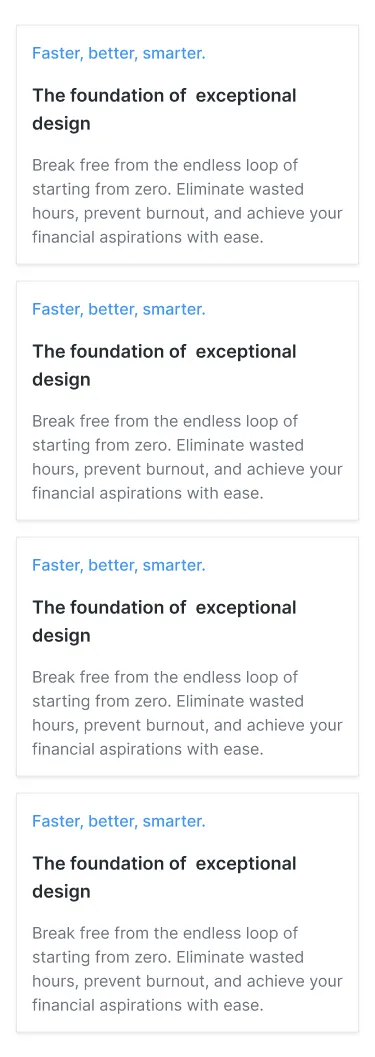 Faster, better, smarter.
The foundation of  exceptional
design
Break free from the endless loop of
starting from zero. Eliminate wasted
hours, prevent burnout, and achieve your
financial aspirations with ease.
Faster, better, smarter.
The foundation of  exceptional
design
Break free from the endless loop of
starting from zero. Eliminate wasted
hours, prevent burnout, and achieve your
financial aspirations with ease.
Faster, better, smarter.
The foundation of  exceptional
design
Break free from the endless loop of
starting from zero. Eliminate wasted
hours, prevent burnout, and achieve your
financial aspirations with ease.
Faster, better, smarter.
The foundation of  exceptional
design
Break free from the endless loop of
starting from zero. Eliminate wasted
hours, prevent burnout, and achieve your
financial aspirations with ease.